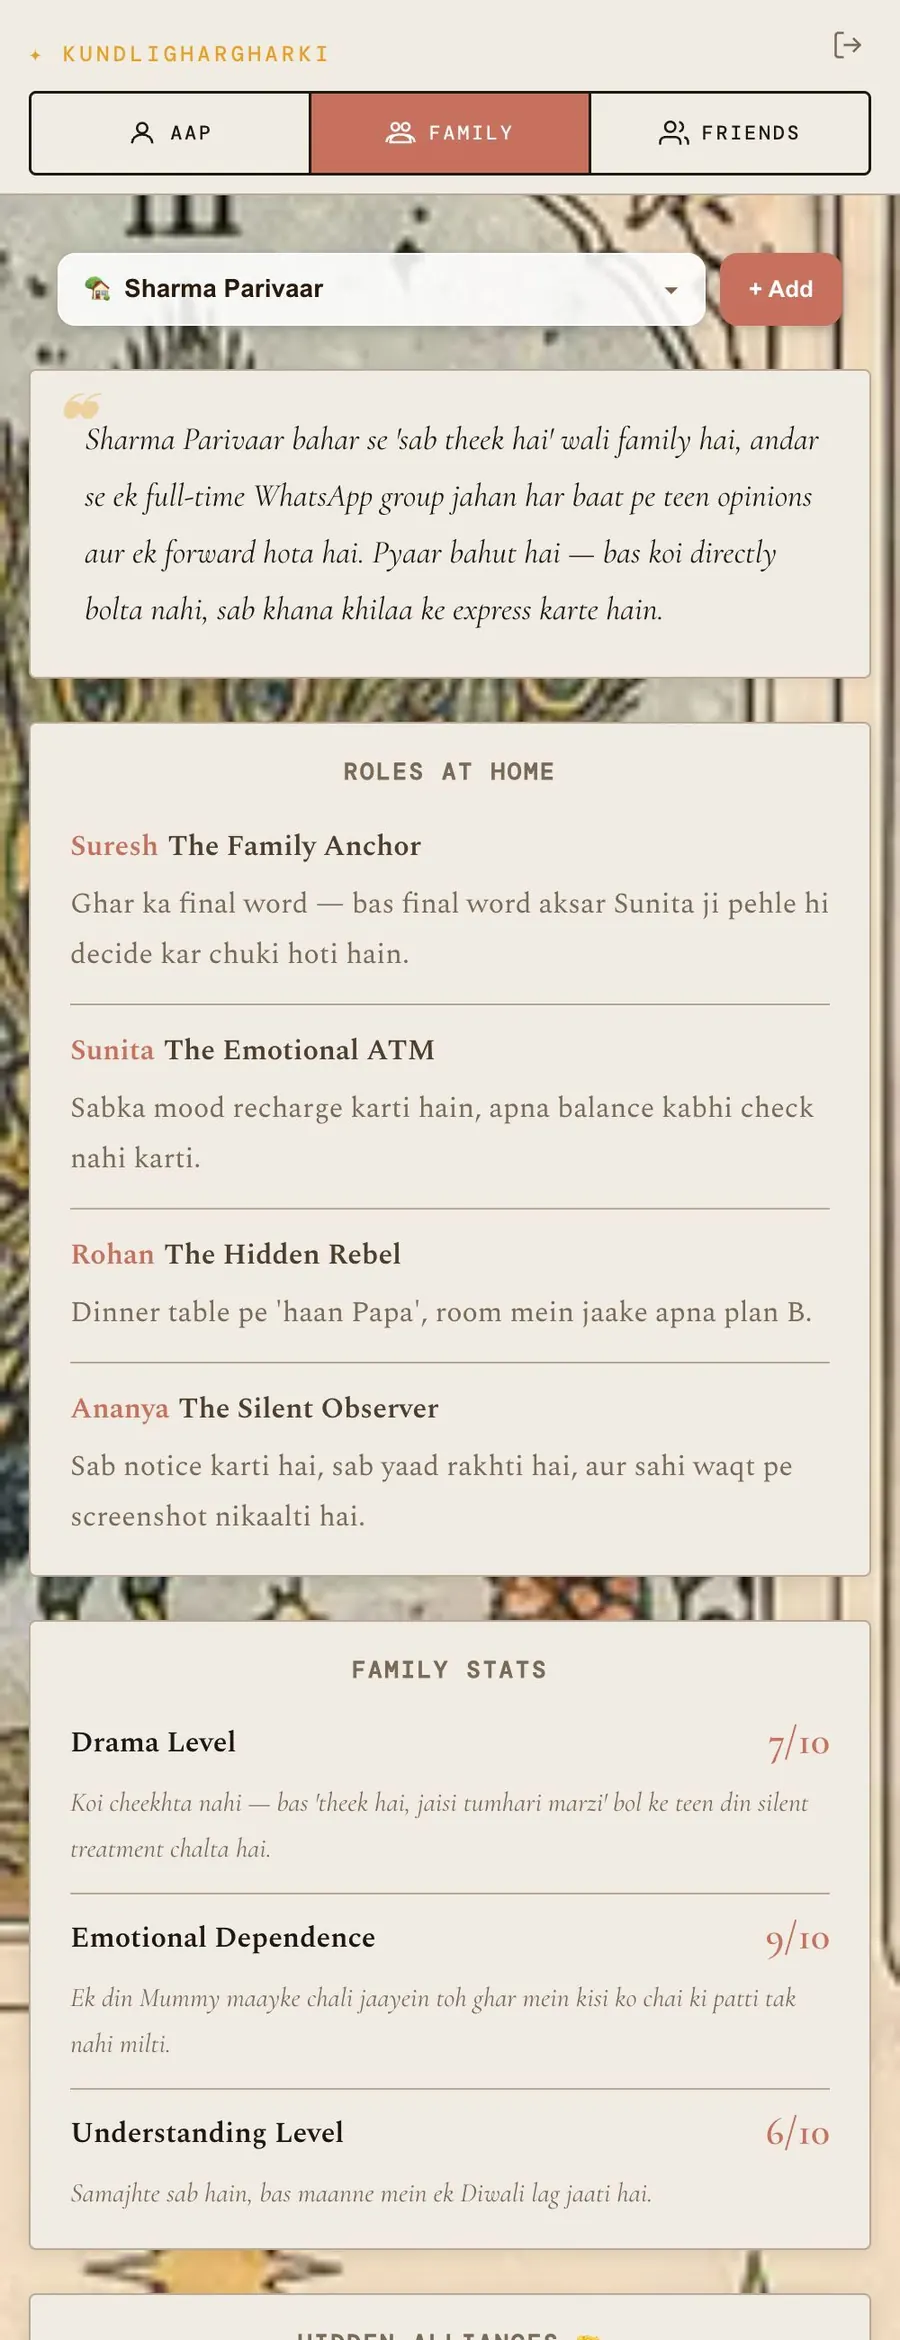 ✦ KUNDLIGHARGHARKI
AAP
FAMILY
FRIENDS
🏡 Sharma Parivaar
+ Add
❝
Sharma Parivaar bahar se 'sab theek hai' wali family hai, andar
se ek full-time WhatsApp group jahan har baat pe teen opinions
aur ek forward hota hai. Pyaar bahut hai — bas koi directly
bolta nahi, sab khana khilaa ke express karte hain.
ROLES AT HOME
Suresh The Family Anchor
Ghar ka final word — bas final word aksar Sunita ji pehle hi
decide kar chuki hoti hain.
Sunita The Emotional ATM
Sabka mood recharge karti hain, apna balance kabhi check
nahi karti.
Rohan The Hidden Rebel
Dinner table pe 'haan Papa', room mein jaake apna plan B.
Ananya The Silent Observer
Sab notice karti hai, sab yaad rakhti hai, aur sahi waqt pe
screenshot nikaalti hai.
FAMILY STATS
Drama Level 7/10
Koi cheekhta nahi — bas 'theek hai, jaisi tumhari marzi' bol ke teen din silent
treatment chalta hai.
Emotional Dependence 9/10
Ek din Mummy maayke chali jaayein toh ghar mein kisi ko chai ki patti tak
nahi milti.
Understanding Level 6/10
Samajhte sab hain, bas maanne mein ek Diwali lag jaati hai.
HIDDEN ALLIANCES
III